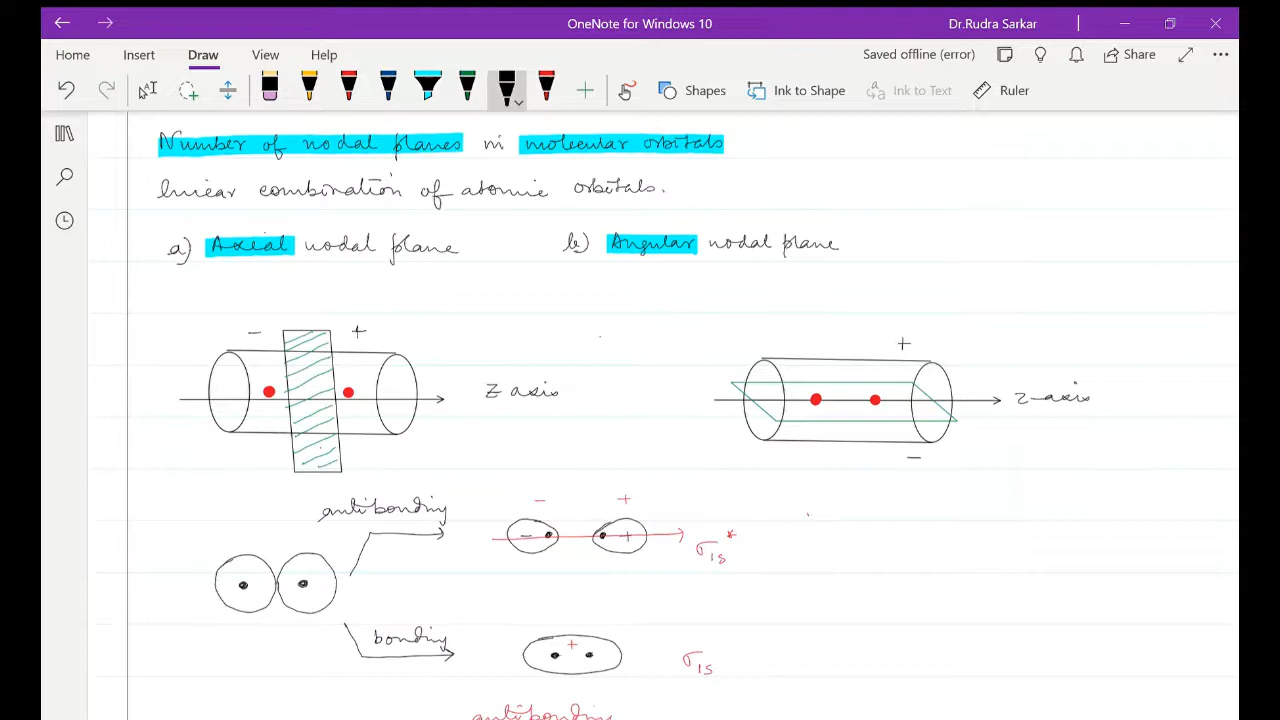 OneNote for Windows 10
Dr.Rudra Sarkar
Home Insert Draw View Help
Saved offline (error) Share
Shapes Ink to Shape Ink to Text Ruler
Number of nodal planes in molecular orbitals
linear combination of atomic orbitals.
a) Axial nodal plane b) Angular nodal plane
- +
+
Z axis
z-axis
-
antibonding
- +
- +
σ1s*
bonding
+
σ1s
antibonding